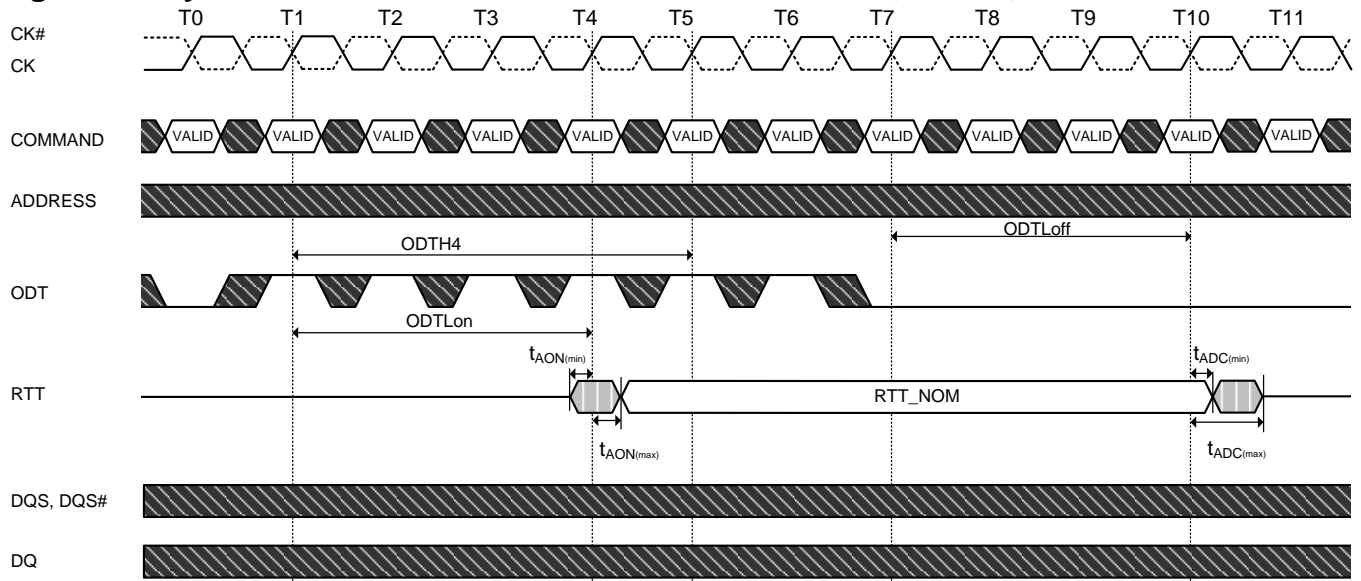 T0 T1 T2 T3 T4 T5 T6 T7 T8 T9 T10 T11
CK#
CK
COMMAND VALID VALID VALID VALID VALID VALID VALID VALID VALID VALID VALID VALID
ADDRESS
ODTLoff
ODTH4
ODT
ODTLon
tAON(min) tADC(min)
RTT RTT_NOM
tAON(max) tADC(max)
DQS, DQS#
DQ